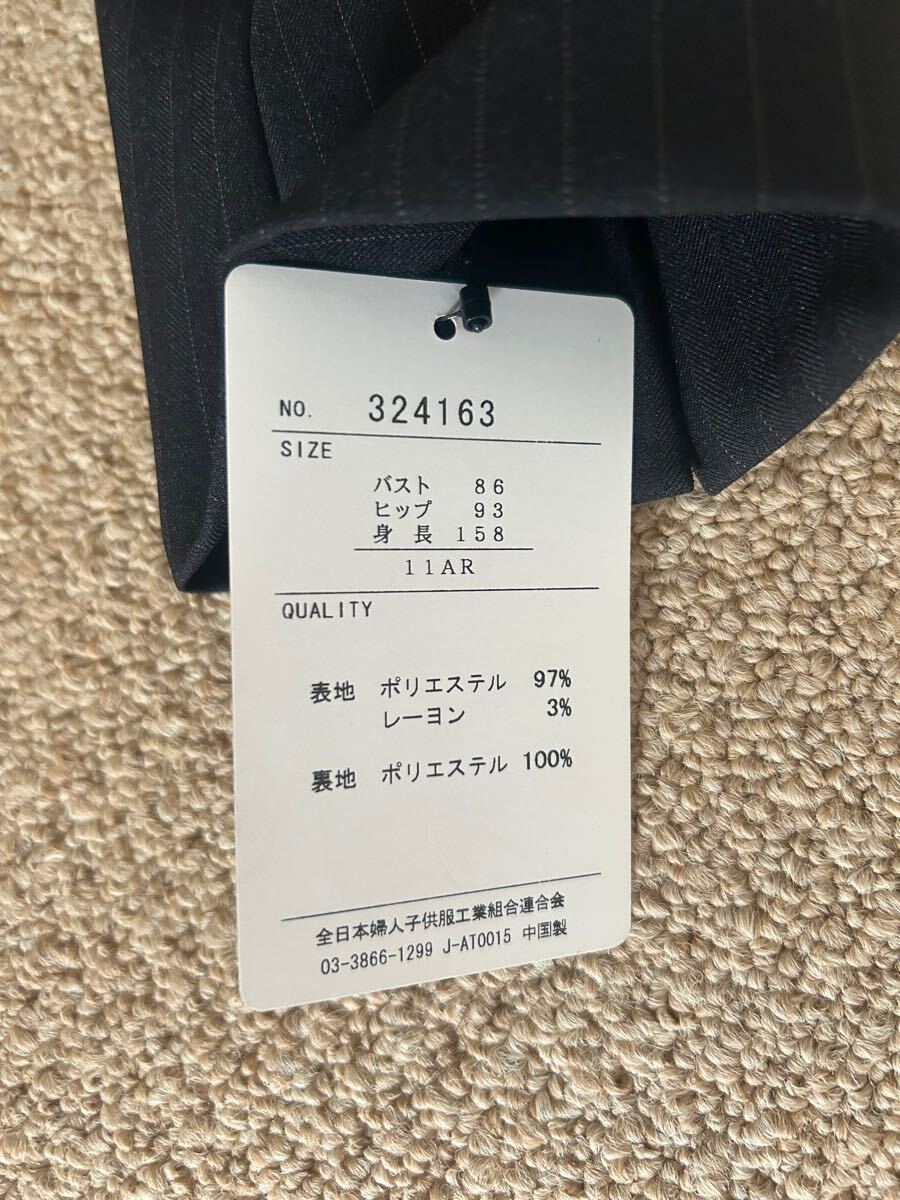 NO. 324163
SIZE
バスト 86
ヒップ 93
身長 158
11AR
QUALITY
表地 ポリエステル 97%
レーヨン 3%
裏地 ポリエステル 100%
全日本婦人子供服工業組合連合会
03-3866-1299 J-AT0015 中国製